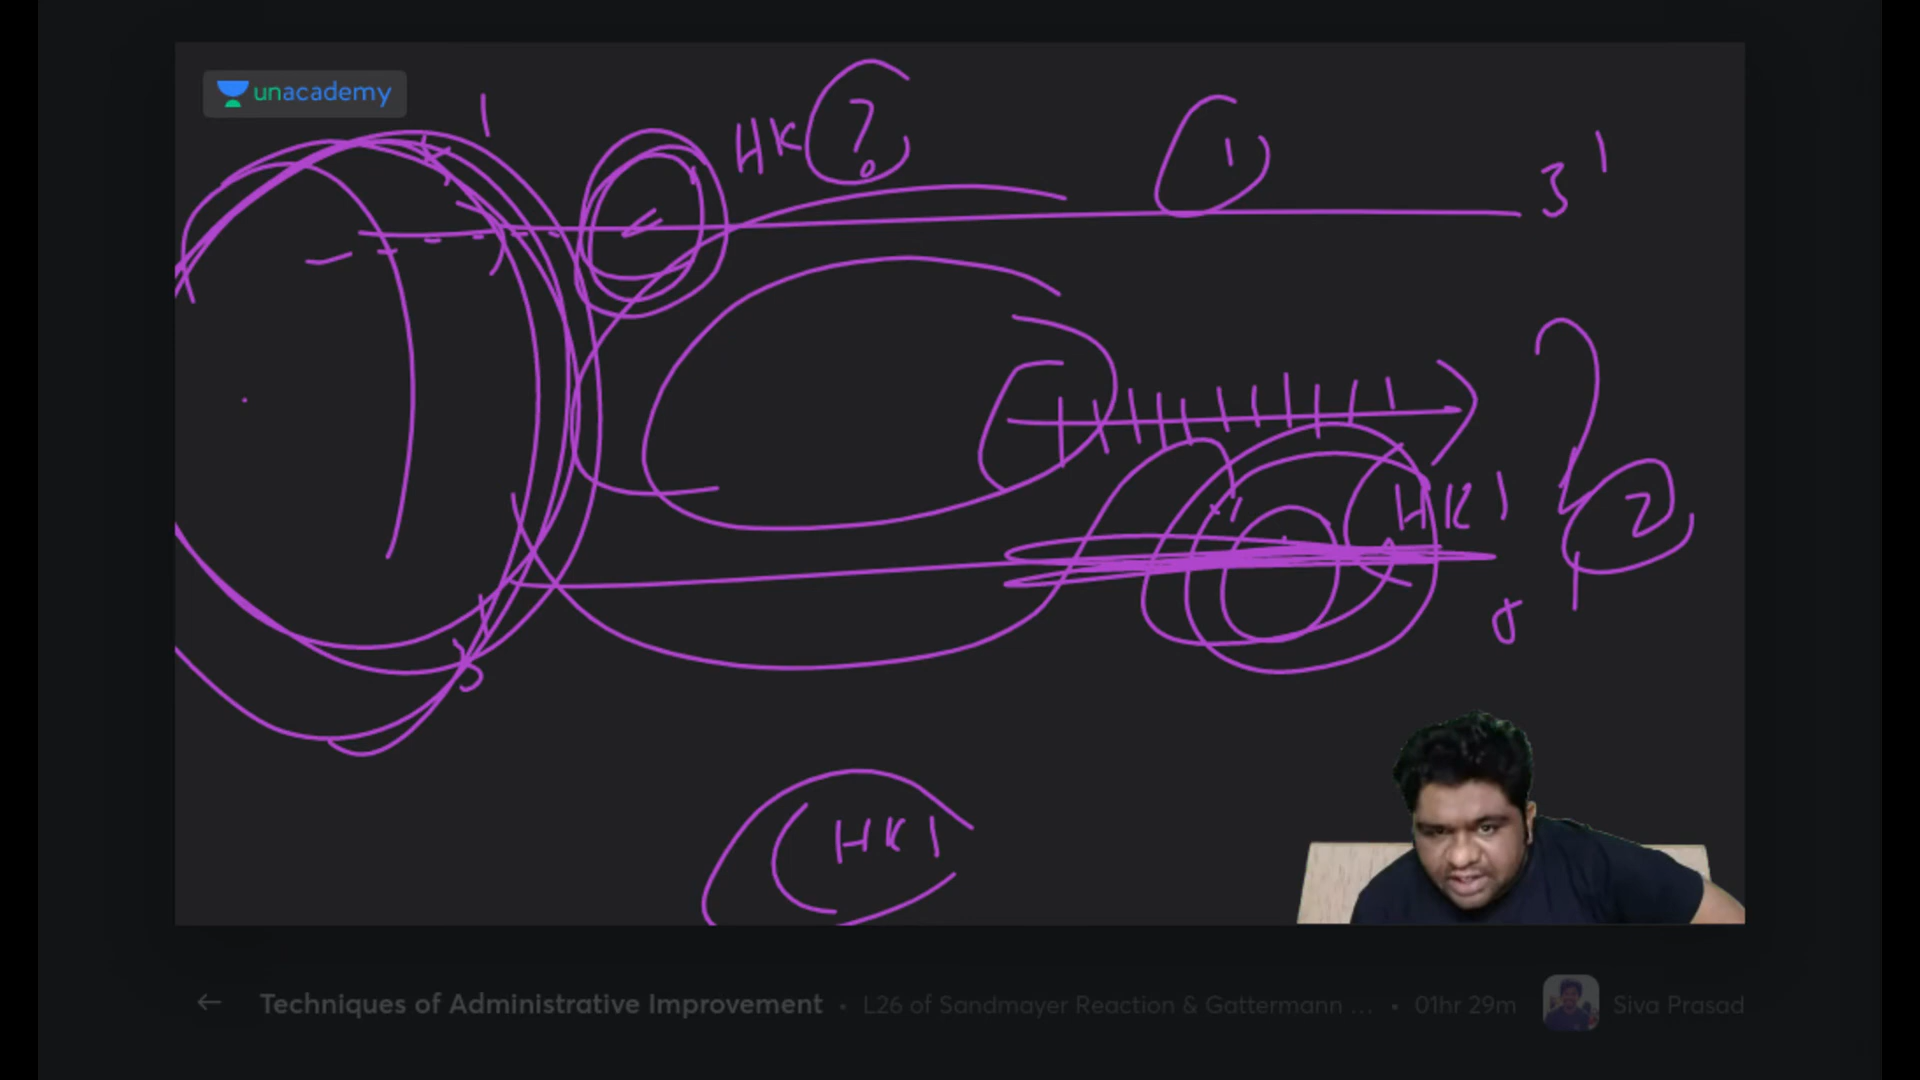 unacademy
1
HK ?
1
3'
HK1
2
HK1
Techniques of Administrative Improvement • L26 of Sandmayer Reaction & Gattermann ... • 01hr 29m Siva Prasad